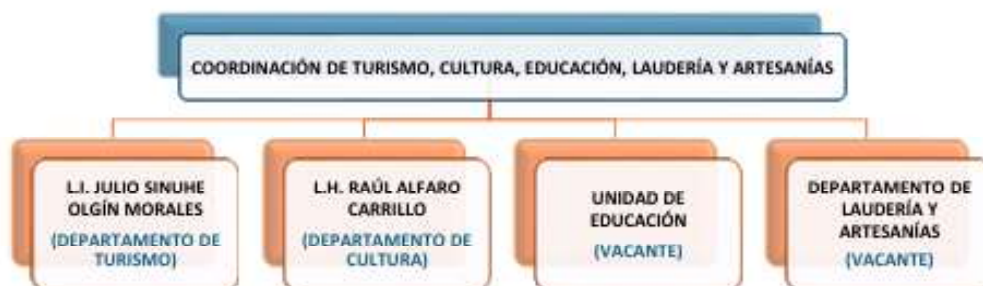 COORDINACIÓN DE TURISMO, CULTURA, EDUCACIÓN, LAUDERÍA Y ARTESANÍAS
L.I. JULIO SINUHE
OLGÍN MORALES
(DEPARTAMENTO DE
TURISMO)
L.H. RAÚL ALFARO
CARRILLO
(DEPARTAMENTO DE
CULTURA)
UNIDAD DE
EDUCACIÓN
(VACANTE)
DEPARTAMENTO DE
LAUDERÍA Y
ARTESANÍAS
(VACANTE)